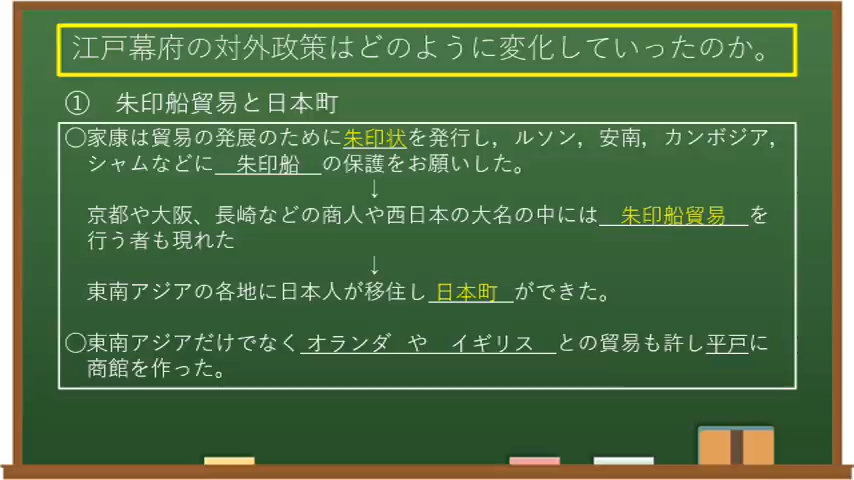 江戸幕府の対外政策はどのように変化していったのか。
① 朱印船貿易と日本町
○家康は貿易の発展のために朱印状を発行し，ルソン，安南，カンボジア，
シャムなどに 朱印船 の保護をお願いした。
↓
京都や大阪、長崎などの商人や西日本の大名の中には 朱印船貿易 を
行う者も現れた
↓
東南アジアの各地に日本人が移住し 日本町 ができた。
○東南アジアだけでなく オランダ や イギリス との貿易も許し平戸に
商館を作った。